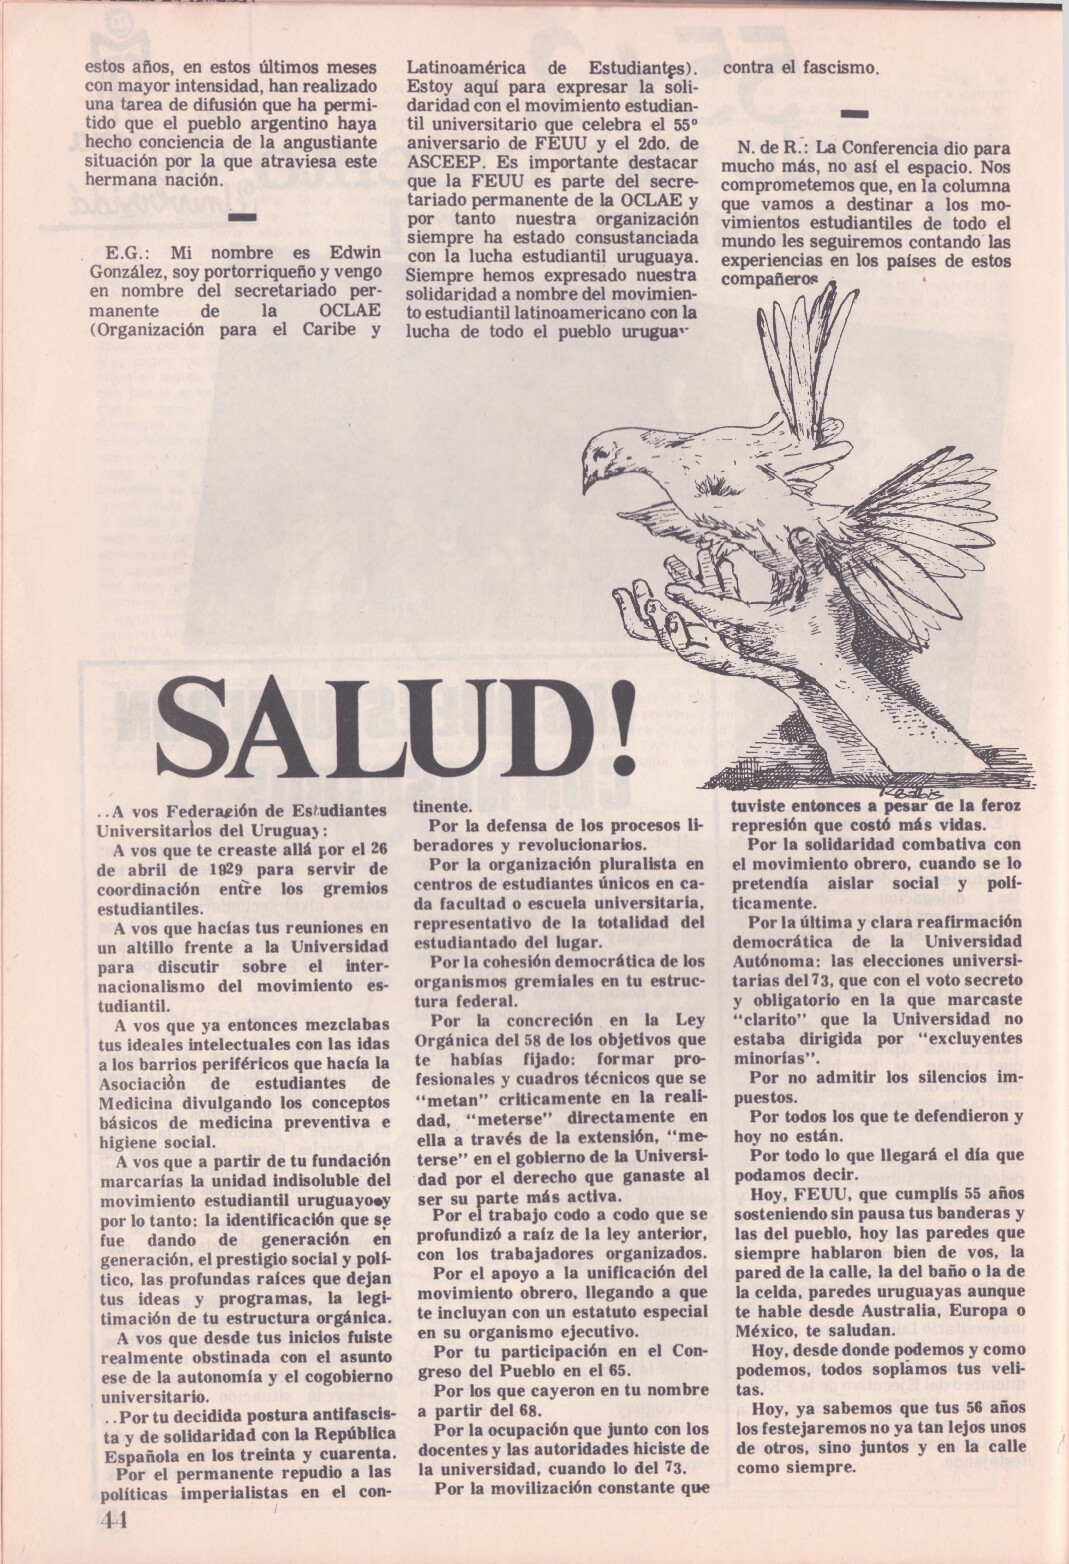 estos años, en estos últimos meses
con mayor intensidad, han realizado
una tarea de difusión que ha permi-
tido que el pueblo argentino haya
hecho conciencia de la angustiante
situación por la que atraviesa este
hermana nación.
E.G.: Mi nombre es Edwin
González, soy portorriqueño y vengo
en nombre del secretariado per-
manente de la OCLAE
(Organización para el Caribe y
Latinoamérica de Estudiantes).
Estoy aquí para expresar la soli-
daridad con el movimiento estudian-
til universitario que celebra el 55º
aniversario de FEUU y el 2do. de
ASCEEP. Es importante destacar
que la FEUU es parte del secre-
tariado permanente de la OCLAE y
por tanto nuestra organización
siempre ha estado consustanciada
con la lucha estudiantil uruguaya.
Siempre hemos expresado nuestra
solidaridad a nombre del movimien-
to estudiantil latinoamericano con la
lucha de todo el pueblo urugua
contra el fascismo.
N. de R.: La Conferencia dio para
mucho más, no así el espacio. Nos
comprometemos que, en la columna
que vamos a destinar a los mo-
vimientos estudiantiles de todo el
mundo les seguiremos contando las
experiencias en los países de estos
compañeros
SALUD!
..A vos Federación de Estudiantes
Universitarios del Uruguay:
A vos que te creaste allá por el 26
de abril de 1929 para servir de
coordinación entre los gremios
estudiantiles.
A vos que hacías tus reuniones en
un altillo frente a la Universidad
para discutir sobre el inter-
nacionalismo del movimiento es-
tudiantil.
A vos que ya entonces mezclabas
tus ideales intelectuales con las idas
a los barrios periféricos que hacía la
Asociación de estudiantes de
Medicina divulgando los conceptos
básicos de medicina preventiva e
higiene social.
A vos que a partir de tu fundación
marcarías la unidad indisoluble del
movimiento estudiantil uruguayo y
por lo tanto: la identificación que se
fue dando de generación en
generación, el prestigio social y polí-
tico, las profundas raíces que dejan
tus ideas y programas, la legi-
timación de tu estructura orgánica.
A vos que desde tus inicios fuiste
realmente obstinada con el asunto
ese de la autonomía y el cogobierno
universitario.
..Por tu decidida postura antifascis-
ta y de solidaridad con la República
Española en los treinta y cuarenta.
Por el permanente repudio a las
políticas imperialistas en el con-
tinente.
Por la defensa de los procesos li-
beradores y revolucionarios.
Por la organización pluralista en
centros de estudiantes únicos en ca-
da facultad o escuela universitaria,
representativo de la totalidad del
estudiantado del lugar.
Por la cohesión democrática de los
organismos gremiales en tu estruc-
tura federal.
Por la concreción en la Ley
Orgánica del 58 de los objetivos que
te habías fijado: formar pro-
fesionales y cuadros técnicos que se
“metan” criticamente en la reali-
dad, “meterse” directamente en
ella a través de la extensión, “me-
terse” en el gobierno de la Universi-
dad por el derecho que ganaste al
ser su parte más activa.
Por el trabajo codo a codo que se
profundizó a raíz de la ley anterior,
con los trabajadores organizados.
Por el apoyo a la unificación del
movimiento obrero, llegando a que
te incluyan con un estatuto especial
en su organismo ejecutivo.
Por tu participación en el Con-
greso del Pueblo en el 65.
Por los que cayeron en tu nombre
a partir del 68.
Por la ocupación que junto con los
docentes y las autoridades hiciste de
la universidad, cuando lo del 73.
Por la movilización constante que
tuviste entonces a pesar de la feroz
represión que costó más vidas.
Por la solidaridad combativa con
el movimiento obrero, cuando se lo
pretendía aislar social y polí-
ticamente.
Por la última y clara reafirmación
democrática de la Universidad
Autónoma: las elecciones universi-
tarias del 73, que con el voto secreto
y obligatorio en la que marcaste
“clarito” que la Universidad no
estaba dirigida por “excluyentes
minorías”.
Por no admitir los silencios im-
puestos.
Por todos los que te defendieron y
hoy no están.
Por todo lo que llegará el día que
podamos decir.
Hoy, FEUU, que cumplís 55 años
sosteniendo sin pausa tus banderas y
las del pueblo, hoy las paredes que
siempre hablaron bien de vos, la
pared de la calle, la del baño o la de
la celda, paredes uruguayas aunque
te hable desde Australia, Europa o
México, te saludan.
Hoy, desde donde podemos y como
podemos, todos soplamos tus veli-
tas.
Hoy, ya sabemos que tus 56 años
los festejaremos no ya tan lejos unos
de otros, sino juntos y en la calle
como siempre.
44